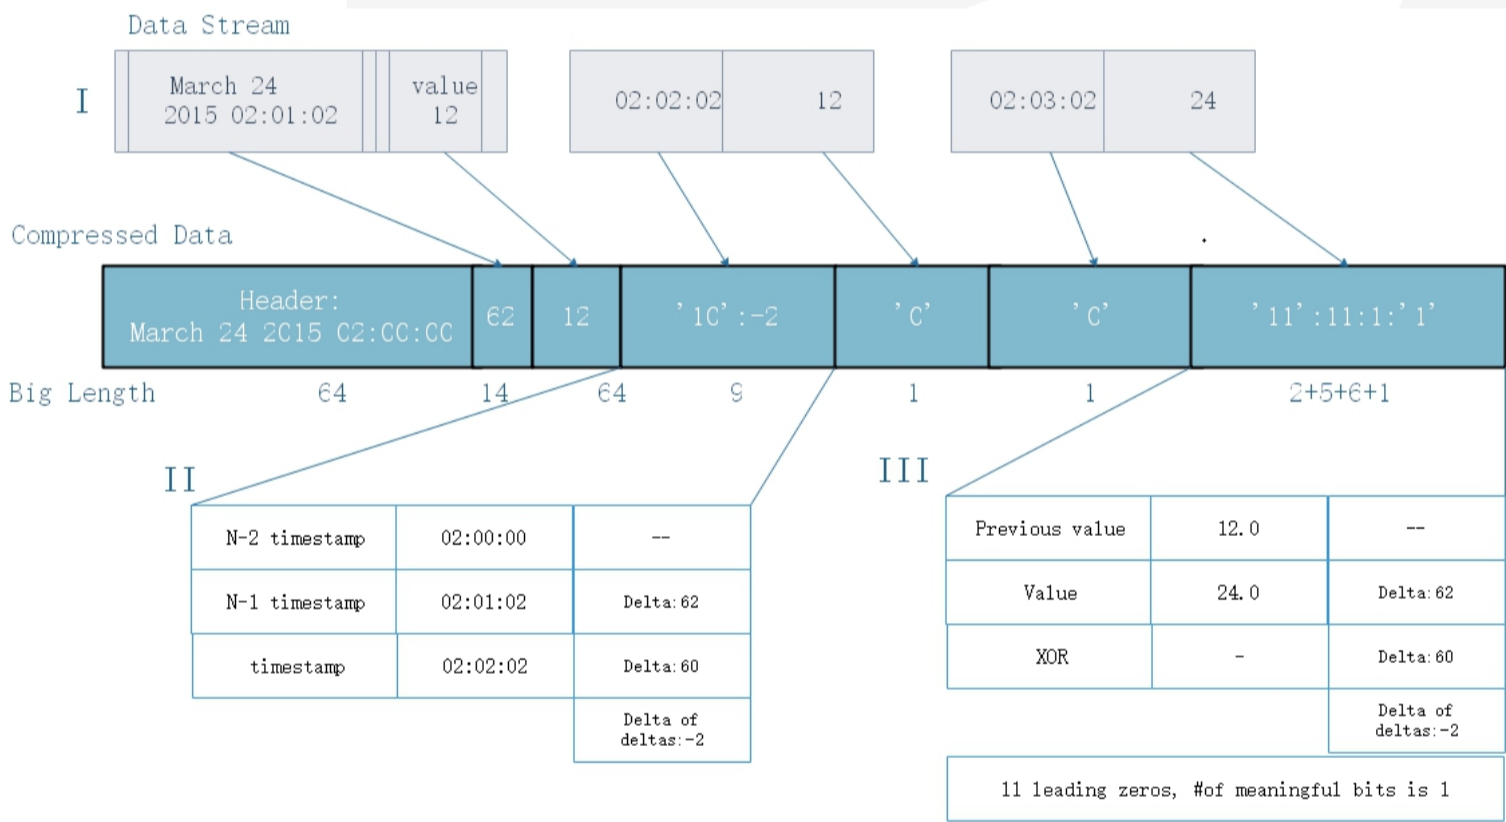 Data Stream
I
March 24
2015 02:01:02
value
12
02:02:02
12
02:03:02
24
Compressed Data
Header:
March 24 2C15 C2:CC:CC
62
12
'1C':-2
'C'
'C'
'11':11:1:'1'
Big Length
64
14
64
9
1
1
2+5+6+1
II
N-2 timestamp
02:00:00
--
N-1 timestamp
02:01:02
Delta:62
timestamp
02:02:02
Delta:60
Delta of
deltas:-2
III
Previous value
12.0
--
Value
24.0
Delta:62
XOR
-
Delta:60
Delta of
deltas:-2
11 leading zeros, #of meaningful bits is 1